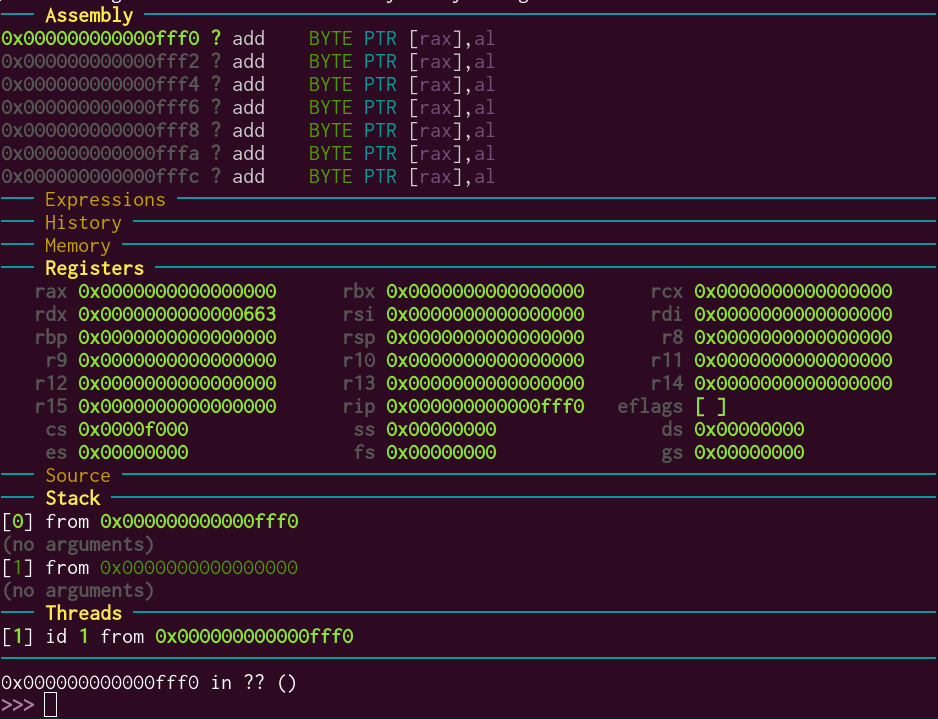 Assembly
0x000000000000fff0 ? add BYTE PTR [rax],al
0x000000000000fff2 ? add BYTE PTR [rax],al
0x000000000000fff4 ? add BYTE PTR [rax],al
0x000000000000fff6 ? add BYTE PTR [rax],al
0x000000000000fff8 ? add BYTE PTR [rax],al
0x000000000000fffa ? add BYTE PTR [rax],al
0x000000000000fffc ? add BYTE PTR [rax],al
Expressions
History
Memory
Registers
rax 0x0000000000000000 rbx 0x0000000000000000 rcx 0x0000000000000000
rdx 0x0000000000000663 rsi 0x0000000000000000 rdi 0x0000000000000000
rbp 0x0000000000000000 rsp 0x0000000000000000 r8 0x0000000000000000
r9 0x0000000000000000 r10 0x0000000000000000 r11 0x0000000000000000
r12 0x0000000000000000 r13 0x0000000000000000 r14 0x0000000000000000
r15 0x0000000000000000 rip 0x000000000000fff0 eflags [ ]
cs 0x0000f000 ss 0x00000000 ds 0x00000000
es 0x00000000 fs 0x00000000 gs 0x00000000
Source
Stack
[0] from 0x000000000000fff0
(no arguments)
[1] from 0x0000000000000000
(no arguments)
Threads
[1] id 1 from 0x000000000000fff0
0x000000000000fff0 in ?? ()
>>>